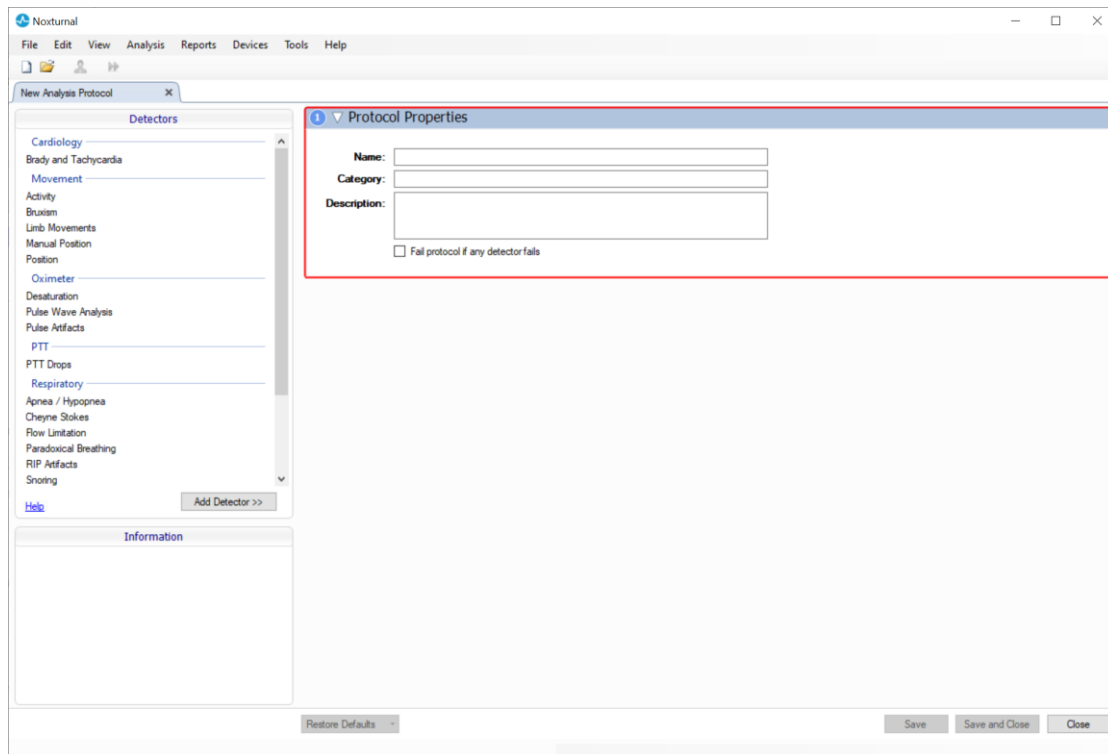 Noxturnal
File Edit View Analysis Reports Devices Tools Help
New Analysis Protocol
Detectors
Cardiology
Brady and Tachycardia
Movement
Activity
Bruxism
Limb Movements
Manual Position
Position
Oximeter
Desaturation
Pulse Wave Analysis
Pulse Artifacts
PTT
PTT Drops
Respiratory
Apnea / Hypopnea
Cheyne Stokes
Flow Limitation
Paradoxical Breathing
RIP Artifacts
Snoring
Help
Add Detector >>
Information
1 Protocol Properties
Name:
Category:
Description:
Fail protocol if any detector fails
Restore Defaults
Save
Save and Close
Close